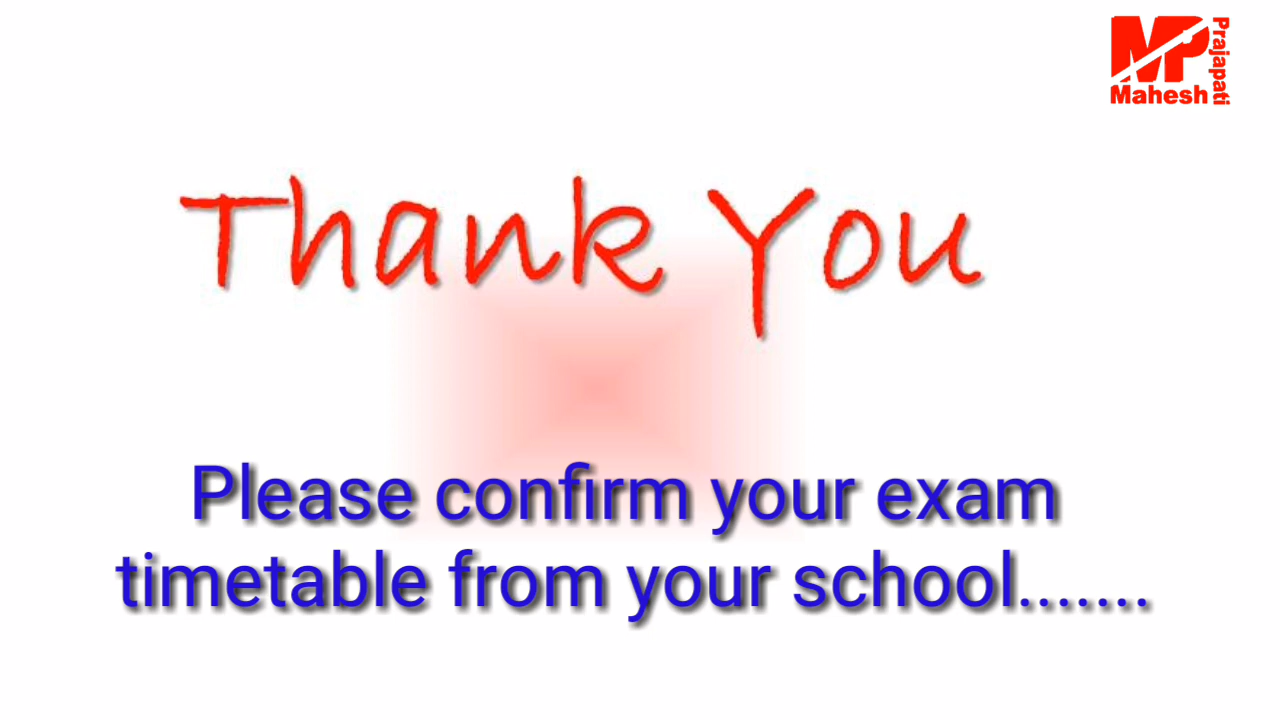 MP
Prajapati
Mahesh
Thank You
Please confirm your exam
timetable from your school.......